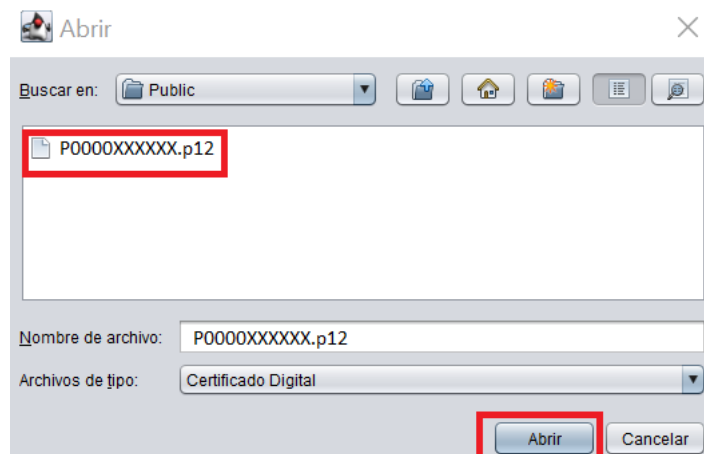 Abrir
Buscar en: Public
P0000XXXXXX.p12
Nombre de archivo: P0000XXXXXX.p12
Archivos de tipo: Certificado Digital
Abrir Cancelar